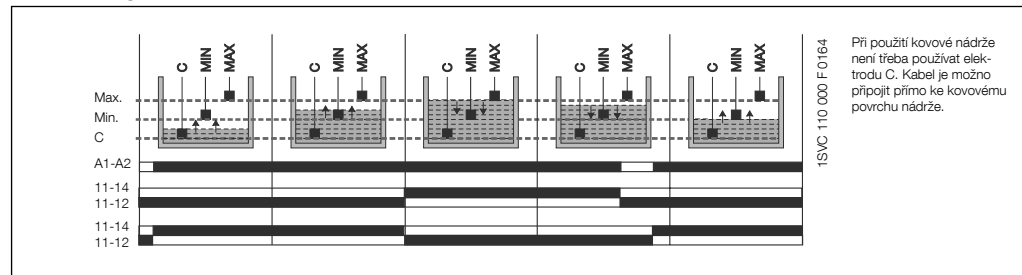 C MIN MAX C MIN MAX C MIN MAX C MIN MAX C MIN MAX
Max.
Min.
C
A1-A2
11-14
11-12
11-14
11-12
1SVC 110 000 F 0164
Při použití kovové nádrže
není třeba používat elek-
trodu C. Kabel je možno
připojit přímo ke kovovému
povrchu nádrže.